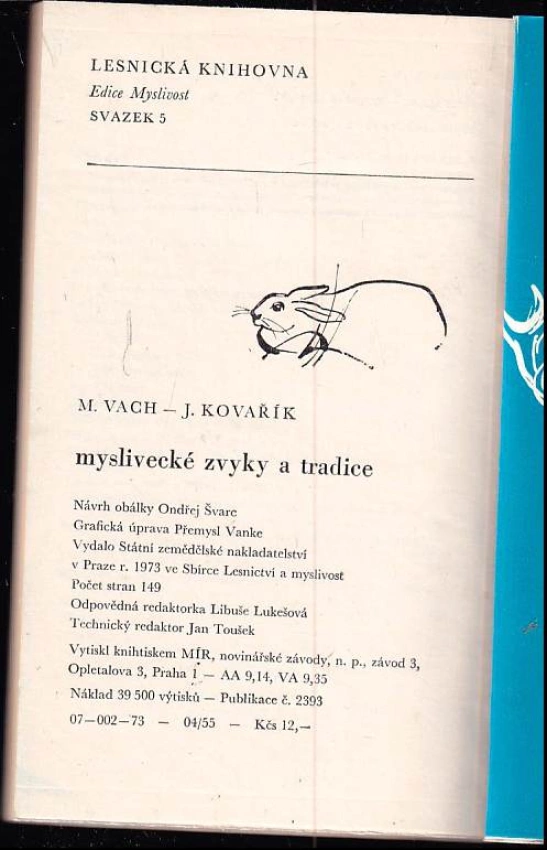 LESNICKÁ KNIHOVNA
Edice Myslivost
SVAZEK 5
M. VACH – J. KOVAŘÍK
myslivecké zvyky a tradice
Návrh obálky Ondřej Švarc
Grafická úprava Přemysl Vanke
Vydalo Státní zemědělské nakladatelství
v Praze r. 1973 ve Sbírce Lesnictví a myslivost
Počet stran 149
Odpovědná redaktorka Libuše Lukešová
Technický redaktor Jan Toušek
Vytiskl knihtiskem MÍR, novinářské závody, n. p., závod 3,
Opletalova 3, Praha 1 — AA 9,14, VA 9,35
Náklad 39 500 výtisků — Publikace č. 2393
07—002—73 — 04/55 — Kčs 12,—